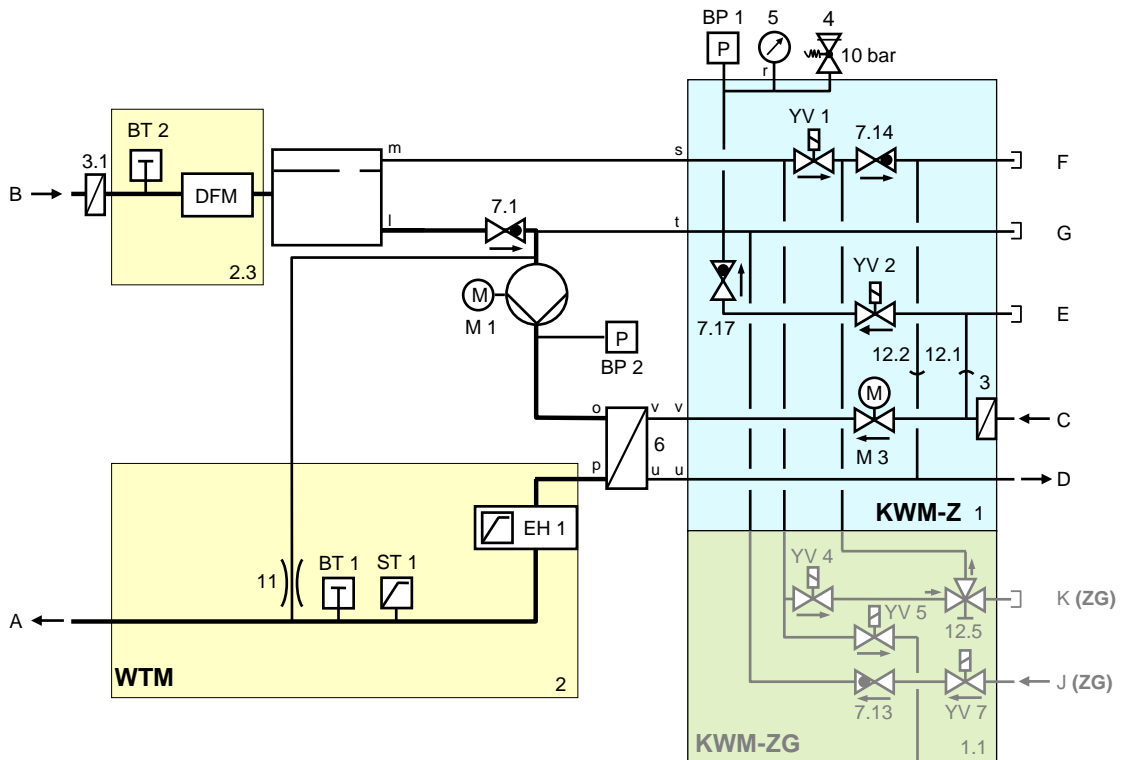 BP 1 5 4
P
r
10 bar
YV 1 7.14
BT 2
3.1
m s F
B
DFM
l 7.1 t G
2.3
YV 2
M
M 1
7.17
E
P
BP 2
12.2 12.1
3
M
o v v C
6
M 3
p u u D
KWM-Z 1
EH 1
YV 4
BT 1 ST 1
11
K (ZG)
YV 5
12.5
A
WTM
2
J (ZG)
7.13 YV 7
KWM-ZG
1.1